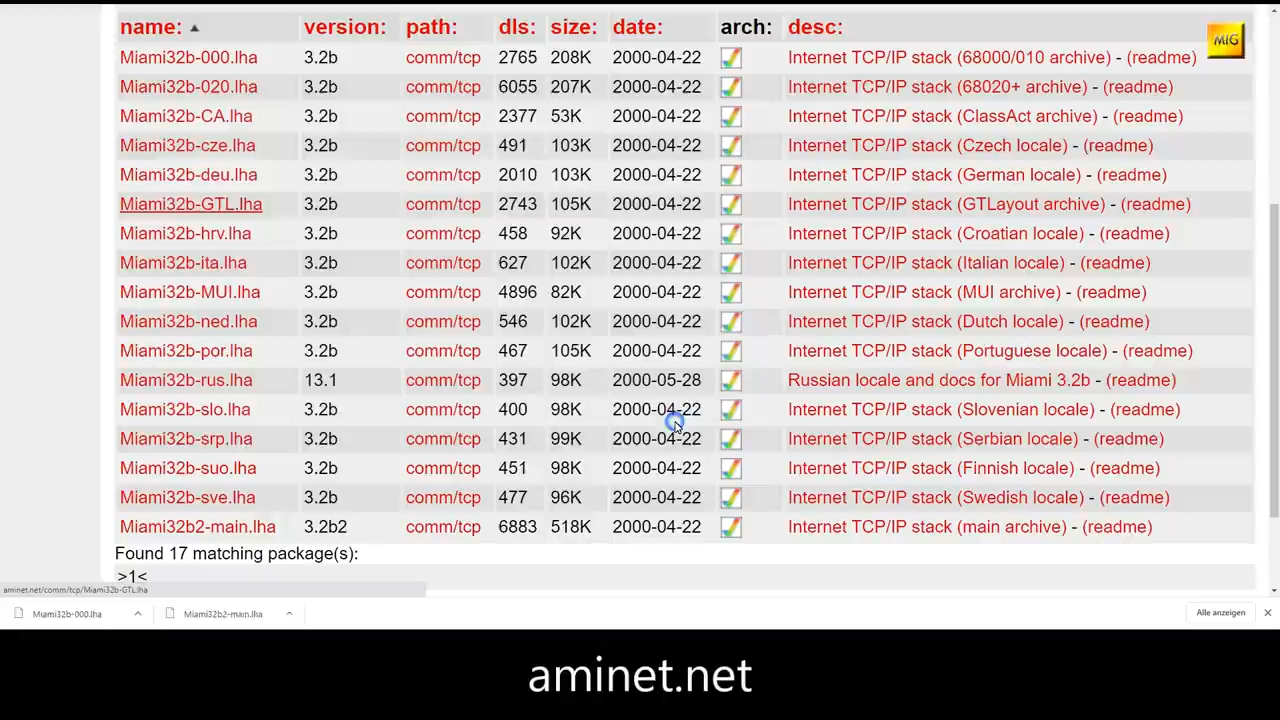 name: version: path: dls: size: date: arch: desc:
MIG
Miami32b-000.lha 3.2b comm/tcp 2765 208K 2000-04-22 Internet TCP/IP stack (68000/010 archive) - (readme)
Miami32b-020.lha 3.2b comm/tcp 6055 207K 2000-04-22 Internet TCP/IP stack (68020+ archive) - (readme)
Miami32b-CA.lha 3.2b comm/tcp 2377 53K 2000-04-22 Internet TCP/IP stack (ClassAct archive) - (readme)
Miami32b-cze.lha 3.2b comm/tcp 491 103K 2000-04-22 Internet TCP/IP stack (Czech locale) - (readme)
Miami32b-deu.lha 3.2b comm/tcp 2010 103K 2000-04-22 Internet TCP/IP stack (German locale) - (readme)
Miami32b-GTL.lha 3.2b comm/tcp 2743 105K 2000-04-22 Internet TCP/IP stack (GTLayout archive) - (readme)
Miami32b-hrv.lha 3.2b comm/tcp 458 92K 2000-04-22 Internet TCP/IP stack (Croatian locale) - (readme)
Miami32b-ita.lha 3.2b comm/tcp 627 102K 2000-04-22 Internet TCP/IP stack (Italian locale) - (readme)
Miami32b-MUI.lha 3.2b comm/tcp 4896 82K 2000-04-22 Internet TCP/IP stack (MUI archive) - (readme)
Miami32b-ned.lha 3.2b comm/tcp 546 102K 2000-04-22 Internet TCP/IP stack (Dutch locale) - (readme)
Miami32b-por.lha 3.2b comm/tcp 467 105K 2000-04-22 Internet TCP/IP stack (Portuguese locale) - (readme)
Miami32b-rus.lha 13.1 comm/tcp 397 98K 2000-05-28 Russian locale and docs for Miami 3.2b - (readme)
Miami32b-slo.lha 3.2b comm/tcp 400 98K 2000-04-22 Internet TCP/IP stack (Slovenian locale) - (readme)
Miami32b-srp.lha 3.2b comm/tcp 431 99K 2000-04-22 Internet TCP/IP stack (Serbian locale) - (readme)
Miami32b-suo.lha 3.2b comm/tcp 451 98K 2000-04-22 Internet TCP/IP stack (Finnish locale) - (readme)
Miami32b-sve.lha 3.2b comm/tcp 477 96K 2000-04-22 Internet TCP/IP stack (Swedish locale) - (readme)
Miami32b2-main.lha 3.2b2 comm/tcp 6883 518K 2000-04-22 Internet TCP/IP stack (main archive) - (readme)
Found 17 matching package(s):
>1<
aminet.net/comm/tcp/Miami32b-GTL.lha
Miami32b-000.lha Miami32b2-main.lha Alle anzeigen
aminet.net